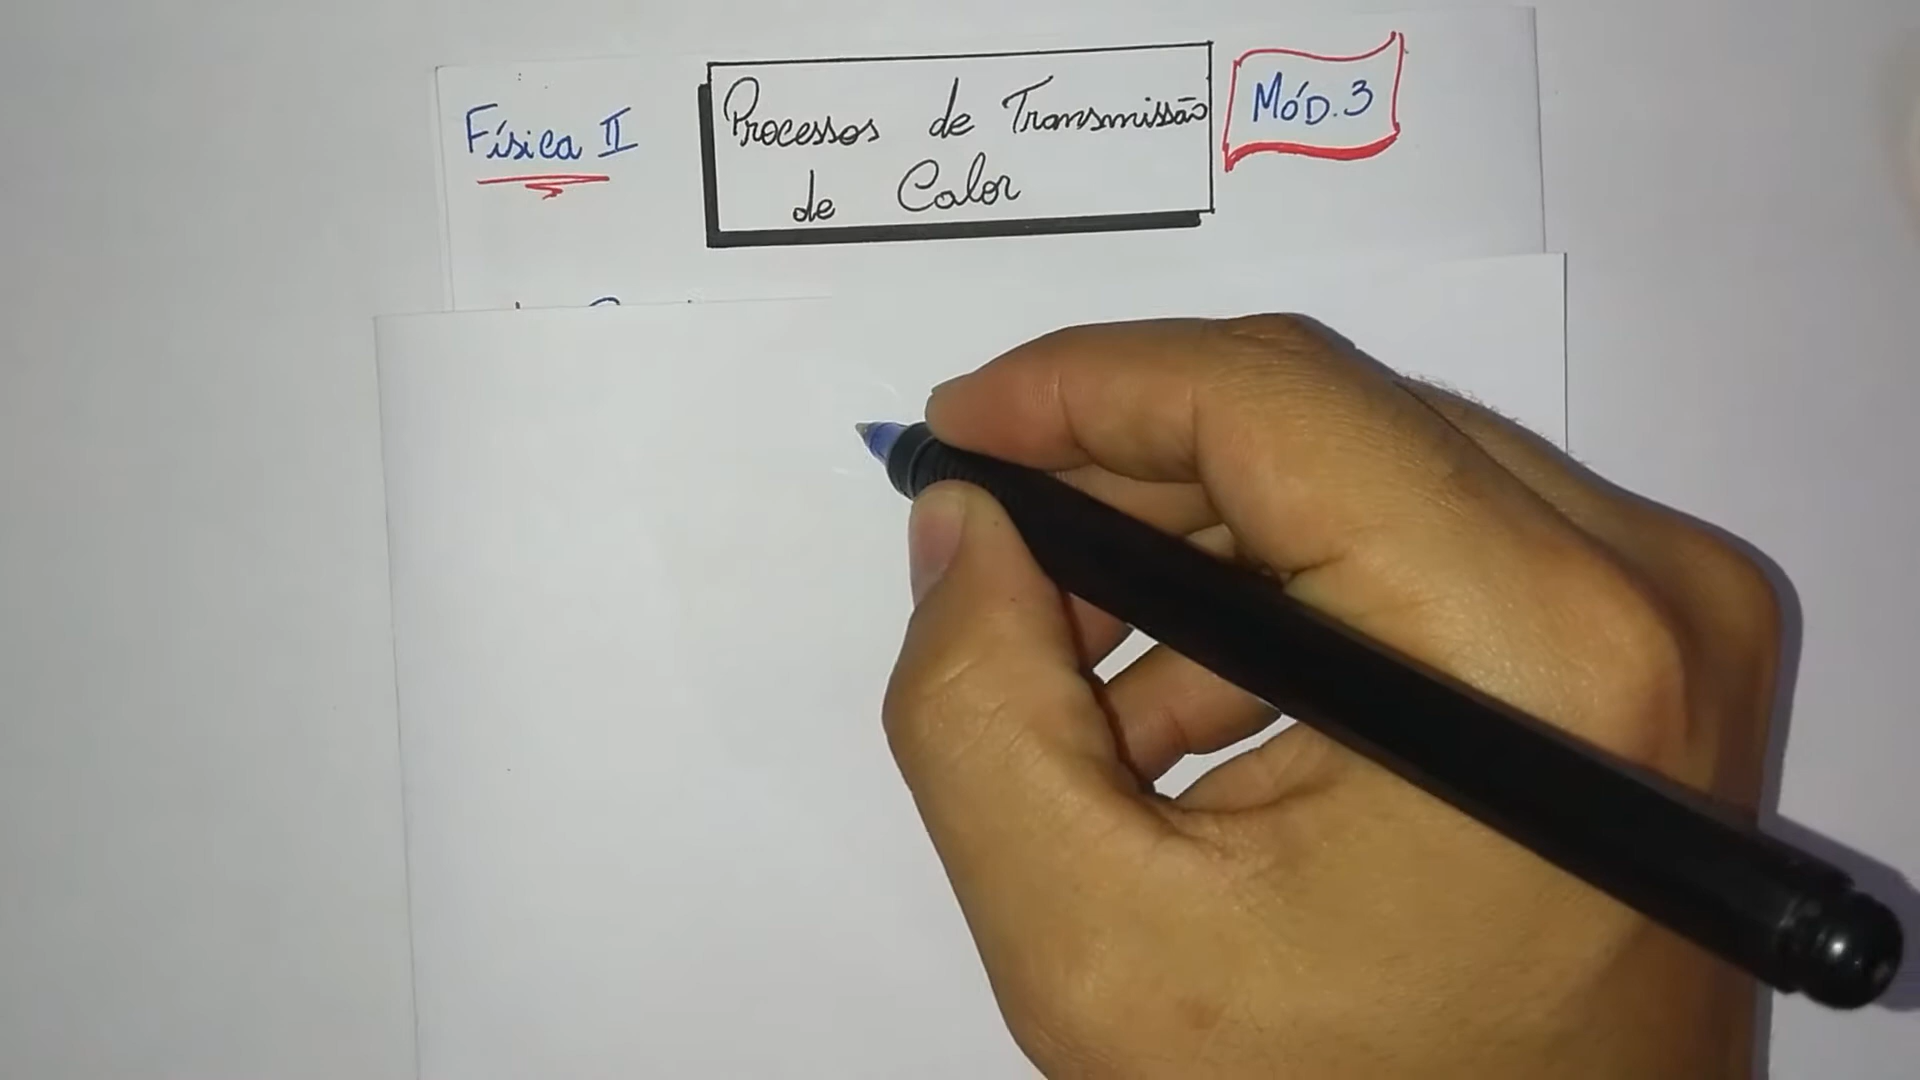 Física II
Processos de Transmissão
de Calor
MÓD. 3